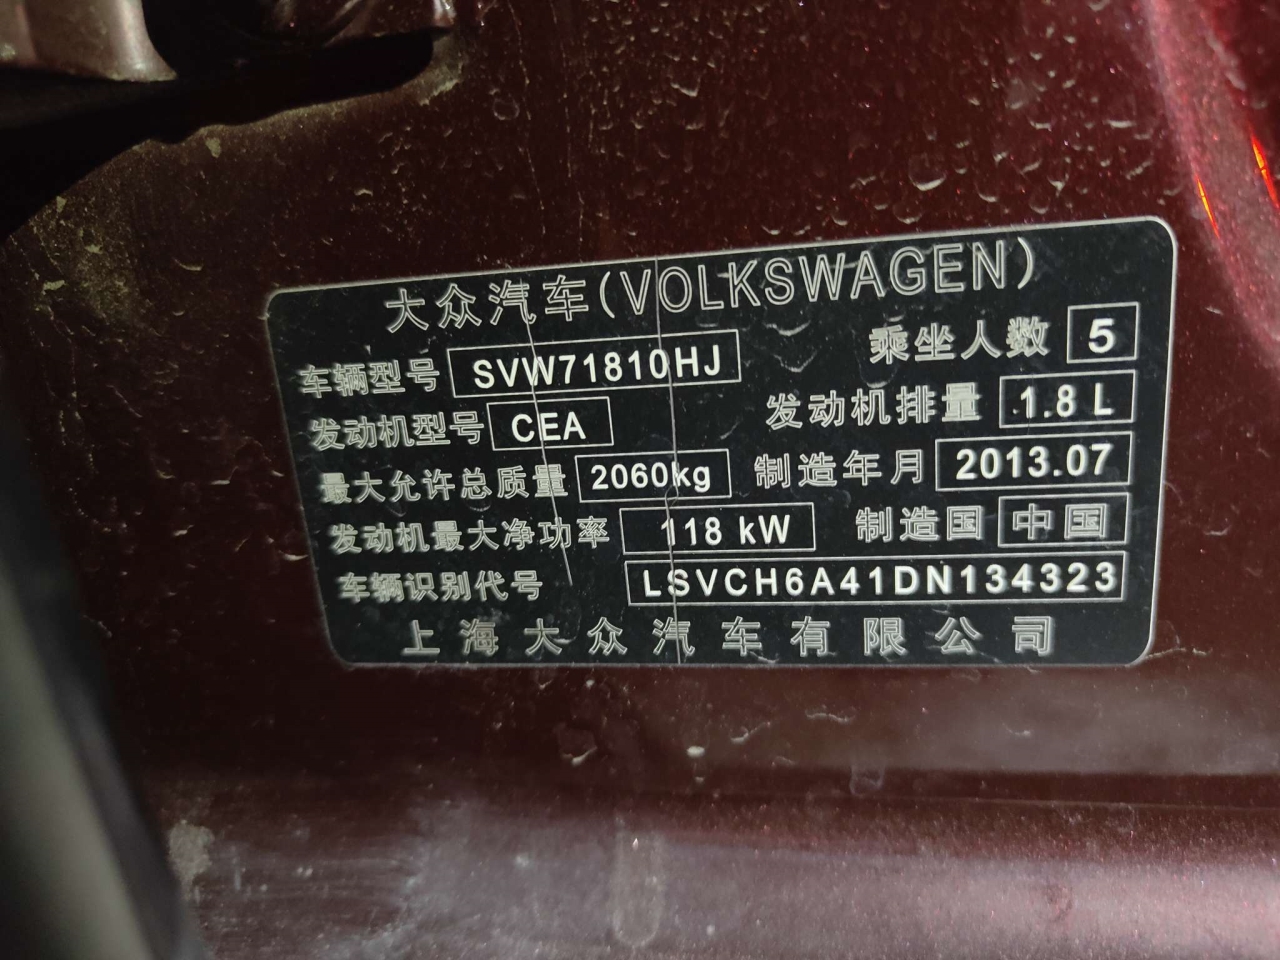 大众汽车(VOLKSWAGEN)
车辆型号 SVW71810HJ 乘坐人数 5
发动机型号 CEA 发动机排量 1.8 L
最大允许总质量 2060kg 制造年月 2013.07
发动机最大净功率 118 kW 制造国 中国
车辆识别代号 LSVCH6A41DN134323
上海大众汽车有限公司